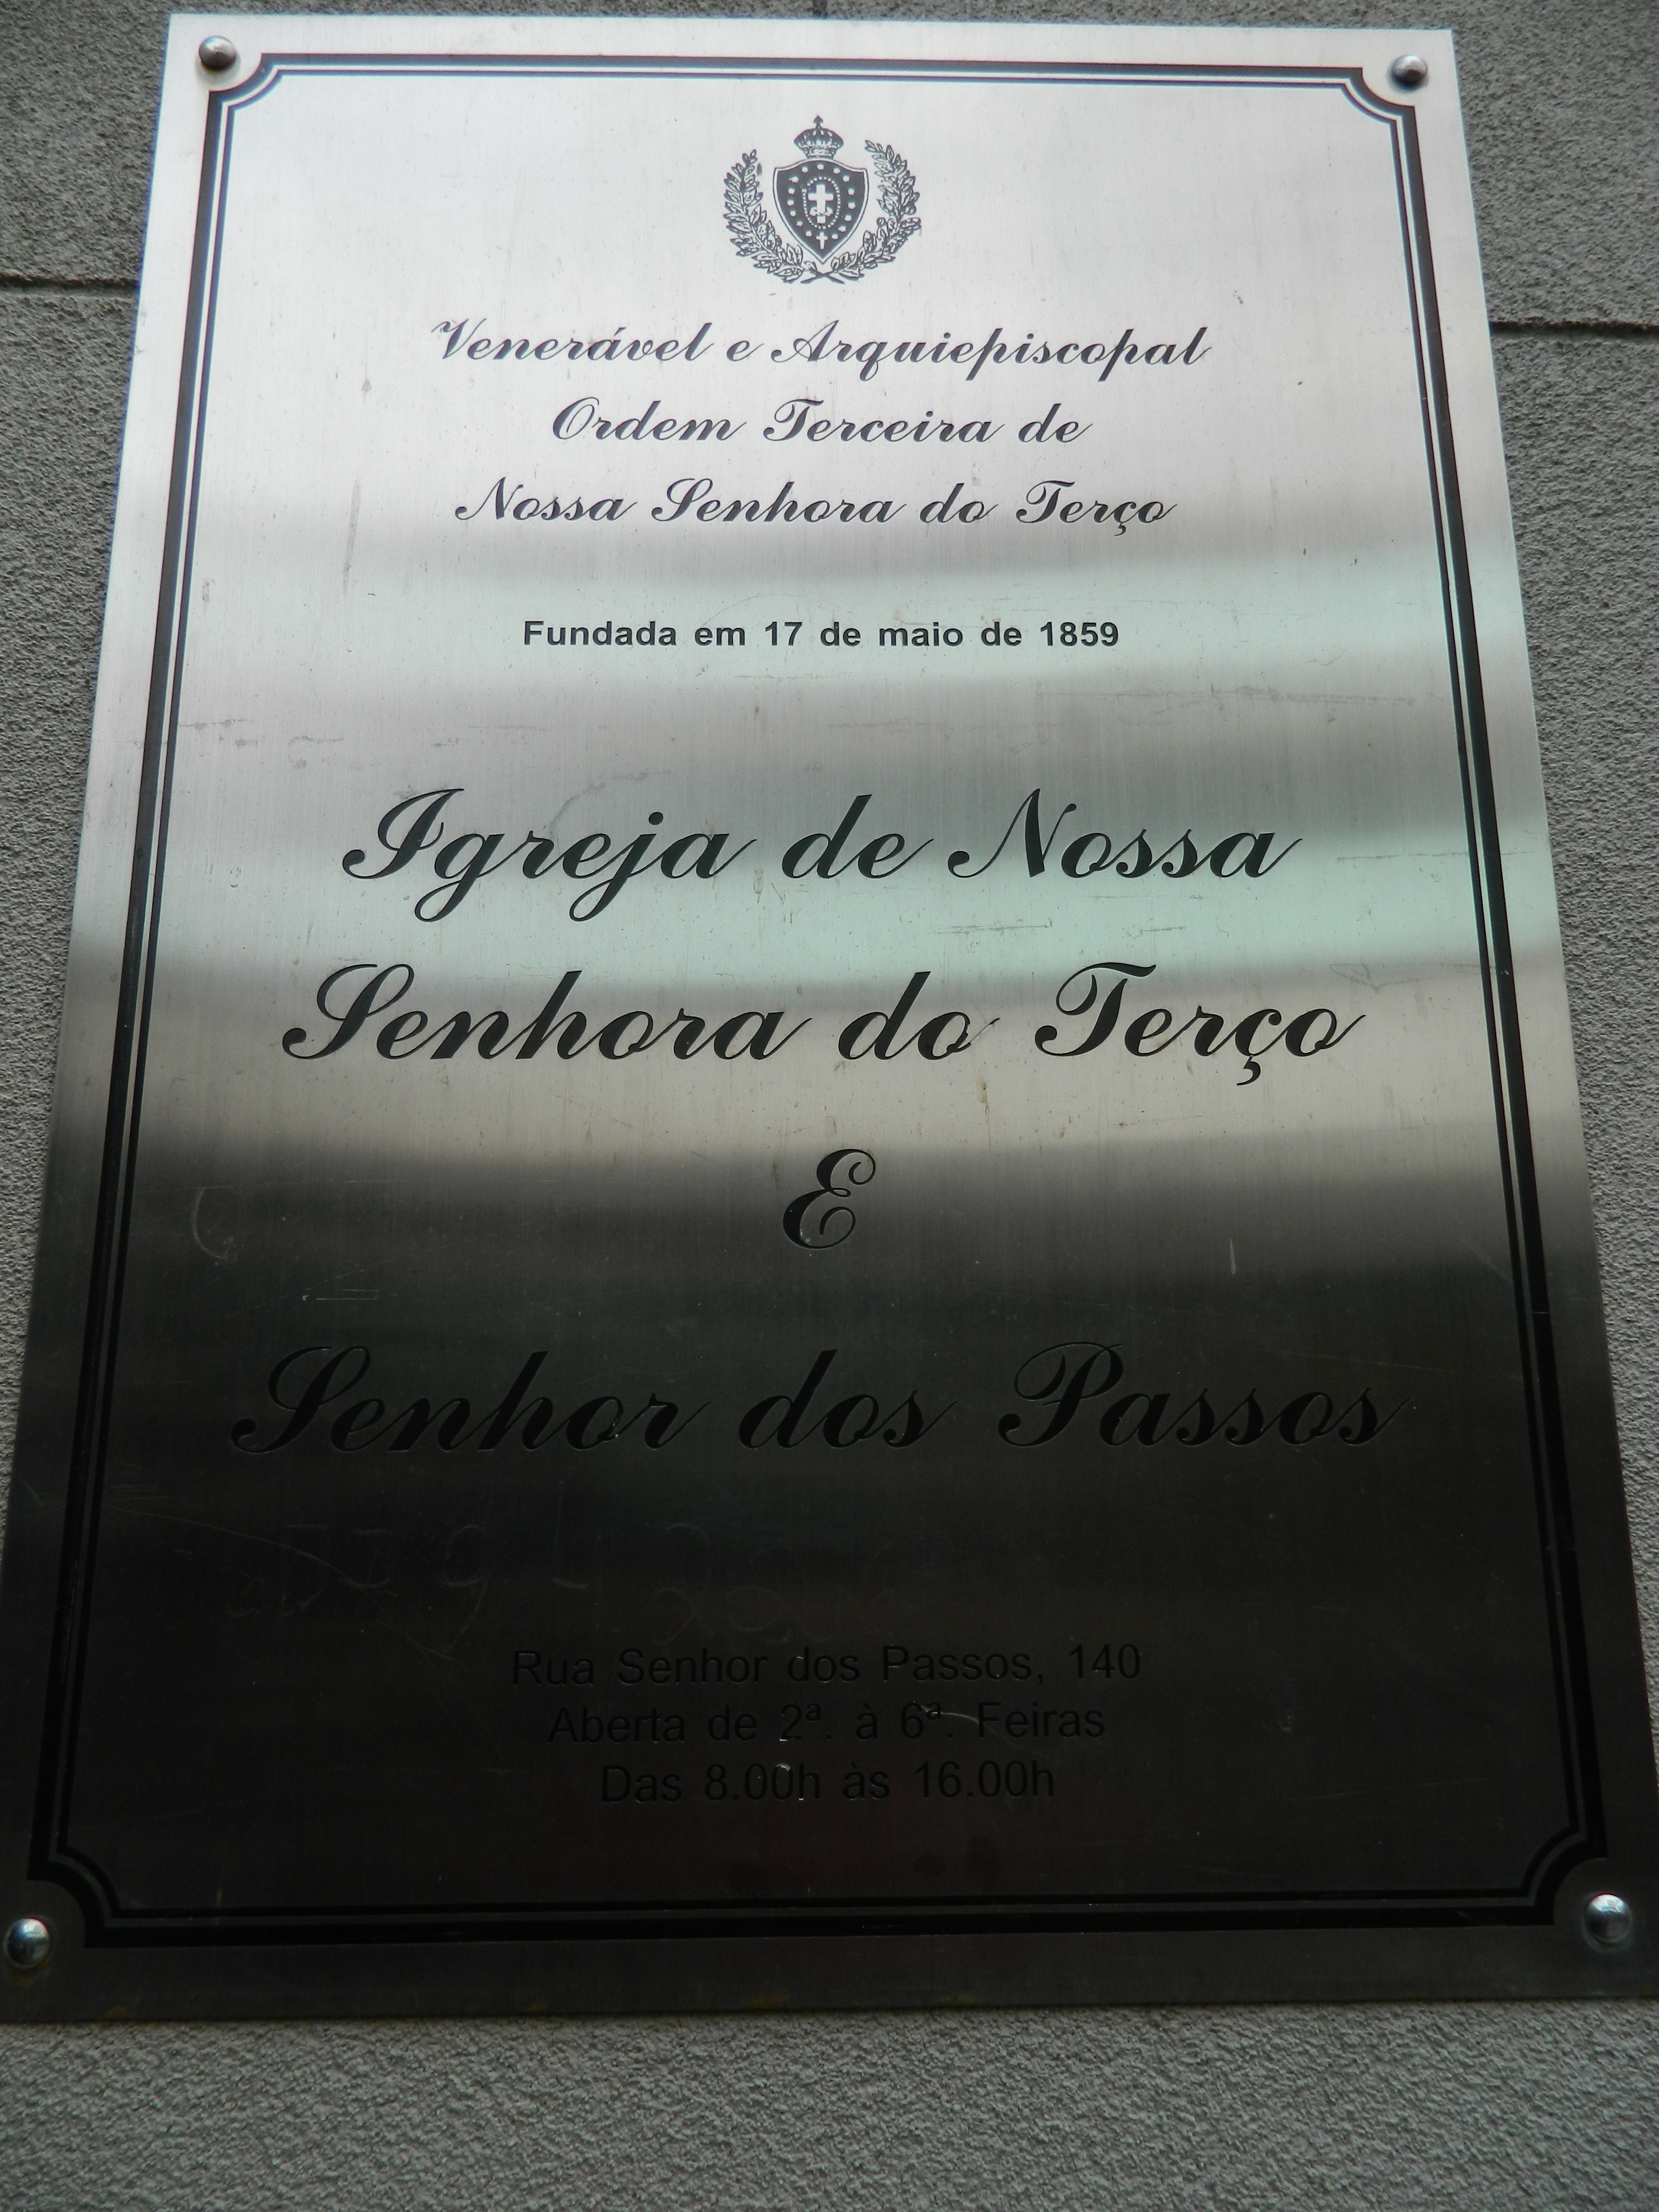 Venerável e Arquiepiscopal
Ordem Terceira de
Nossa Senhora do Terço
Fundada em 17 de maio de 1859
Igreja de Nossa
Senhora do Terço
E
Senhor dos Passos
Rua Senhor dos Passos, 140
Aberta de 2ª. à 6ª. Feiras
Das 8.00h às 16.00h